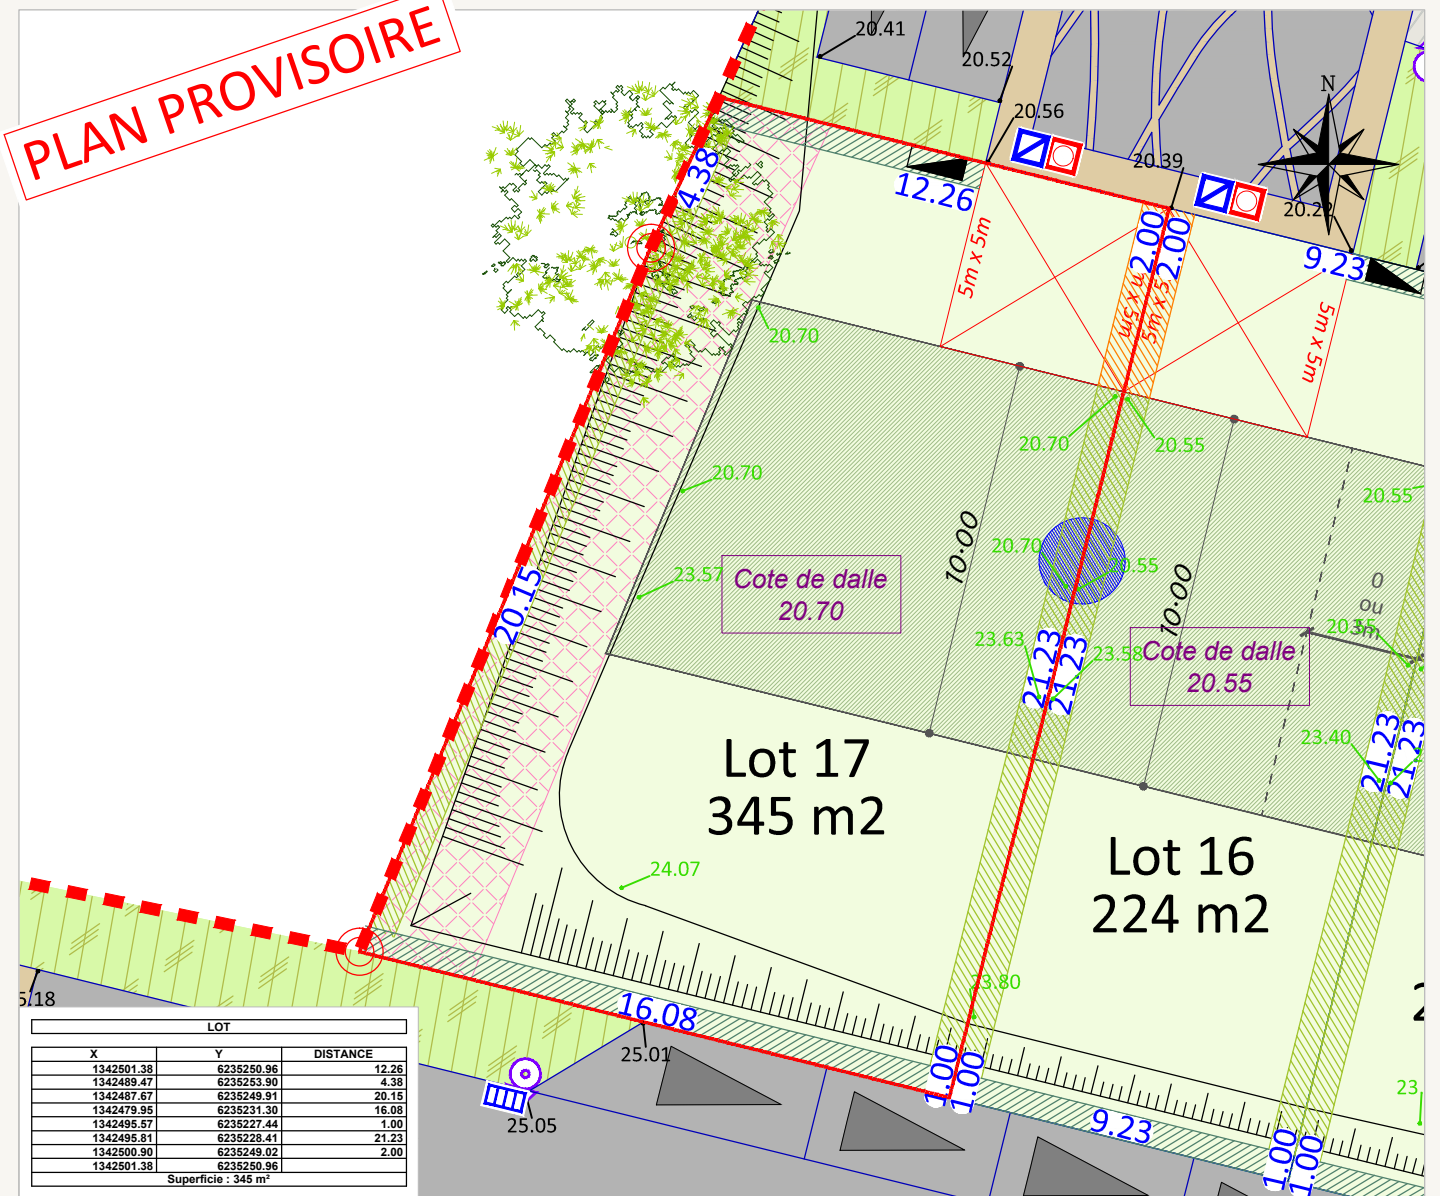 PLAN PROVISOIRE
20.41
20.52
20.56
20.39
20.22
N
4.38
12.26
9.23
2.00
2.00
5m x 5m
5m x 5m
5m x 5m
20.70
20.70
20.55
20.70
20.55
23.57
20.70
Cote de dalle
20.70
10.00
10.00
0
ou
3m
23.63
23.58
Cote de dalle
20.55
20.15
21.23
21.23
21.23
21.23
23.40
Lot 17
345 m2
Lot 16
224 m2
24.07
23.80
16.08
25.01
25.05
1.00
1.00
9.23
1.00
1.00
LOT
X Y DISTANCE
1342501.38 6235250.96 12.26
1342489.47 6235253.90 4.38
1342487.67 6235249.91 20.15
1342479.95 6235231.30 16.08
1342495.57 6235227.44 1.00
1342495.81 6235228.41 21.23
1342500.90 6235249.02 2.00
1342501.38 6235250.96
Superficie : 345 m²